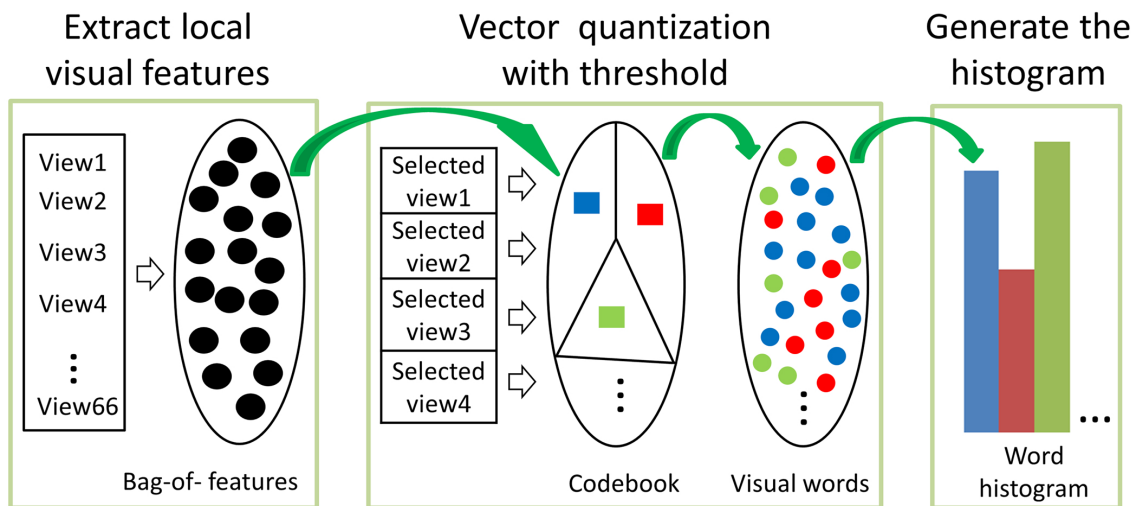 Extract local
visual features
Vector quantization
with threshold
Generate the
histogram
View1
View2
View3
View4
View66
Bag-of- features
Selected
view1
Selected
view2
Selected
view3
Selected
view4
Codebook
Visual words
Word
histogram